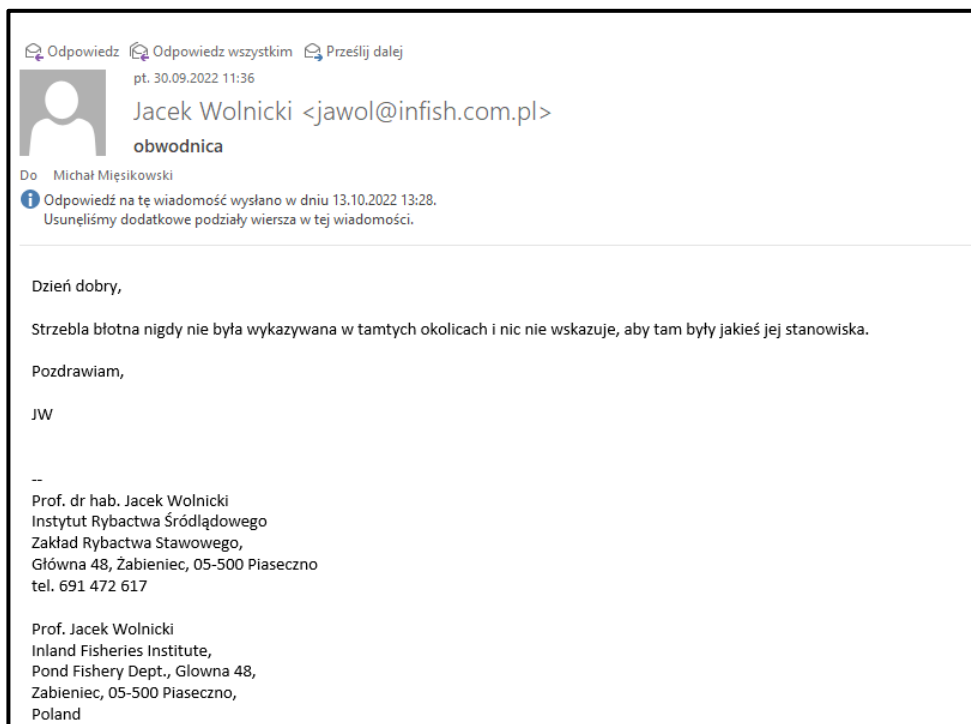 Odpowiedz Odpowiedz wszystkim Prześlij dalej
pt. 30.09.2022 11:36
Jacek Wolnicki <jawol@infish.com.pl>
obwodnica
Do Michał Mięsikowski
Odpowiedź na tę wiadomość wysłano w dniu 13.10.2022 13:28.
Usunęliśmy dodatkowe podziały wiersza w tej wiadomości.
Dzień dobry,
Strzebla błotna nigdy nie była wykazywana w tamtych okolicach i nic nie wskazuje, aby tam były jakieś jej stanowiska.
Pozdrawiam,
JW
--
Prof. dr hab. Jacek Wolnicki
Instytut Rybactwa Śródlądowego
Zakład Rybactwa Stawowego,
Główna 48, Żabieniec, 05-500 Piaseczno
tel. 691 472 617
Prof. Jacek Wolnicki
Inland Fisheries Institute,
Pond Fishery Dept., Glowna 48,
Zabieniec, 05-500 Piaseczno,
Poland